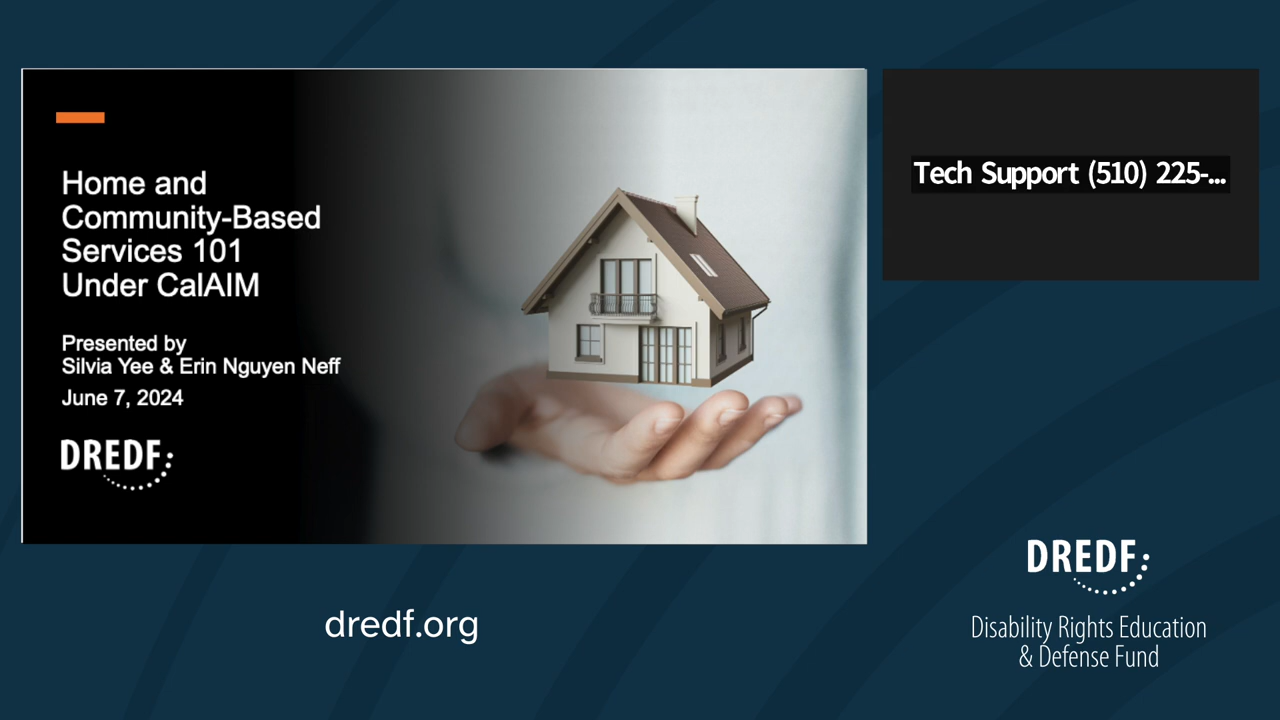 Home and
Community-Based
Services 101
Under CalAIM
Presented by
Silvia Yee & Erin Nguyen Neff
June 7, 2024
DREDF:
Tech Support (510) 225-...
dredf.org
DREDF:
Disability Rights Education
& Defense Fund